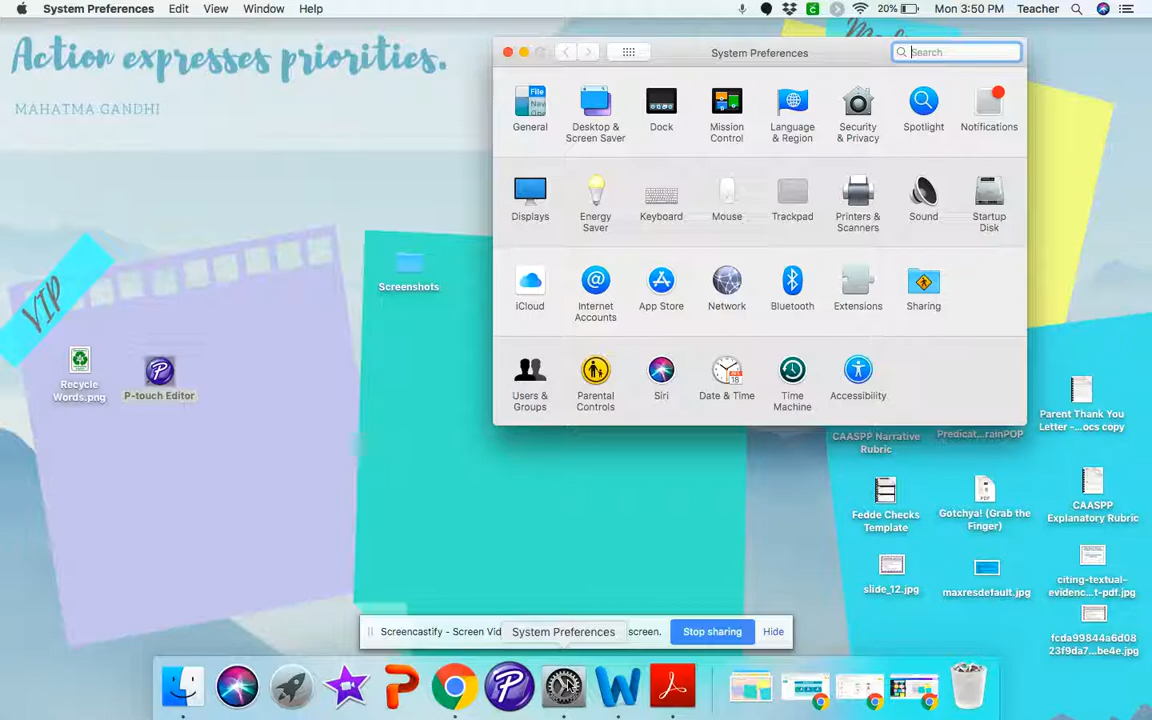 System Preferences Edit View Window Help
20% Mon 3:50 PM Teacher
Action expresses priorities.
MAHATMA GANDHI
System Preferences
Search
File
General
Desktop &
Screen Saver
Dock
Mission
Control
Language
& Region
Security
& Privacy
Spotlight
Notifications
Displays
Energy
Saver
Keyboard
Mouse
Trackpad
Printers &
Scanners
Sound
Startup
Disk
iCloud
Internet
Accounts
App Store
Network
Bluetooth
Extensions
Sharing
Users &
Groups
Parental
Controls
Siri
18
Date & Time
Time
Machine
Accessibility
VIP
Screenshots
Recycle
Words.png
P-touch Editor
Parent Thank You
Letter -...ocs copy
CAASPP Narrative
Rubric
Predicat...rainPOP
Fedde Checks
Template
PDF
Gotchya! (Grab the
Finger)
CAASPP
Explanatory Rubric
slide_12.jpg
maxresdefault.jpg
citing-textual-
evidenc...t-pdf.jpg
fcda99844a6d08
23f9da7...be4e.jpg
Screencastify - Screen Vid
System Preferences
screen.
Stop sharing
Hide